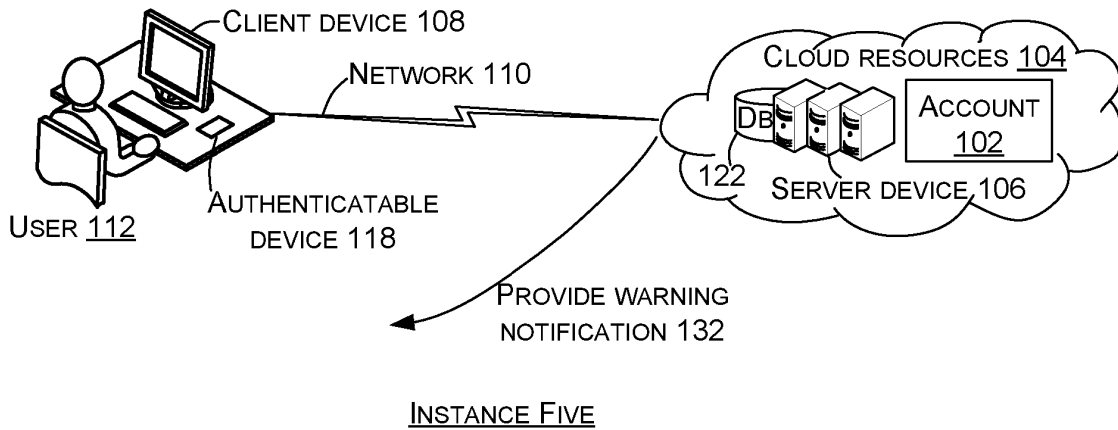 CLIENT DEVICE 108
NETWORK 110
CLOUD RESOURCES 104
DB
ACCOUNT
102
122
SERVER DEVICE 106
AUTHENTICATABLE
DEVICE 118
USER 112
PROVIDE WARNING
NOTIFICATION 132
INSTANCE FIVE